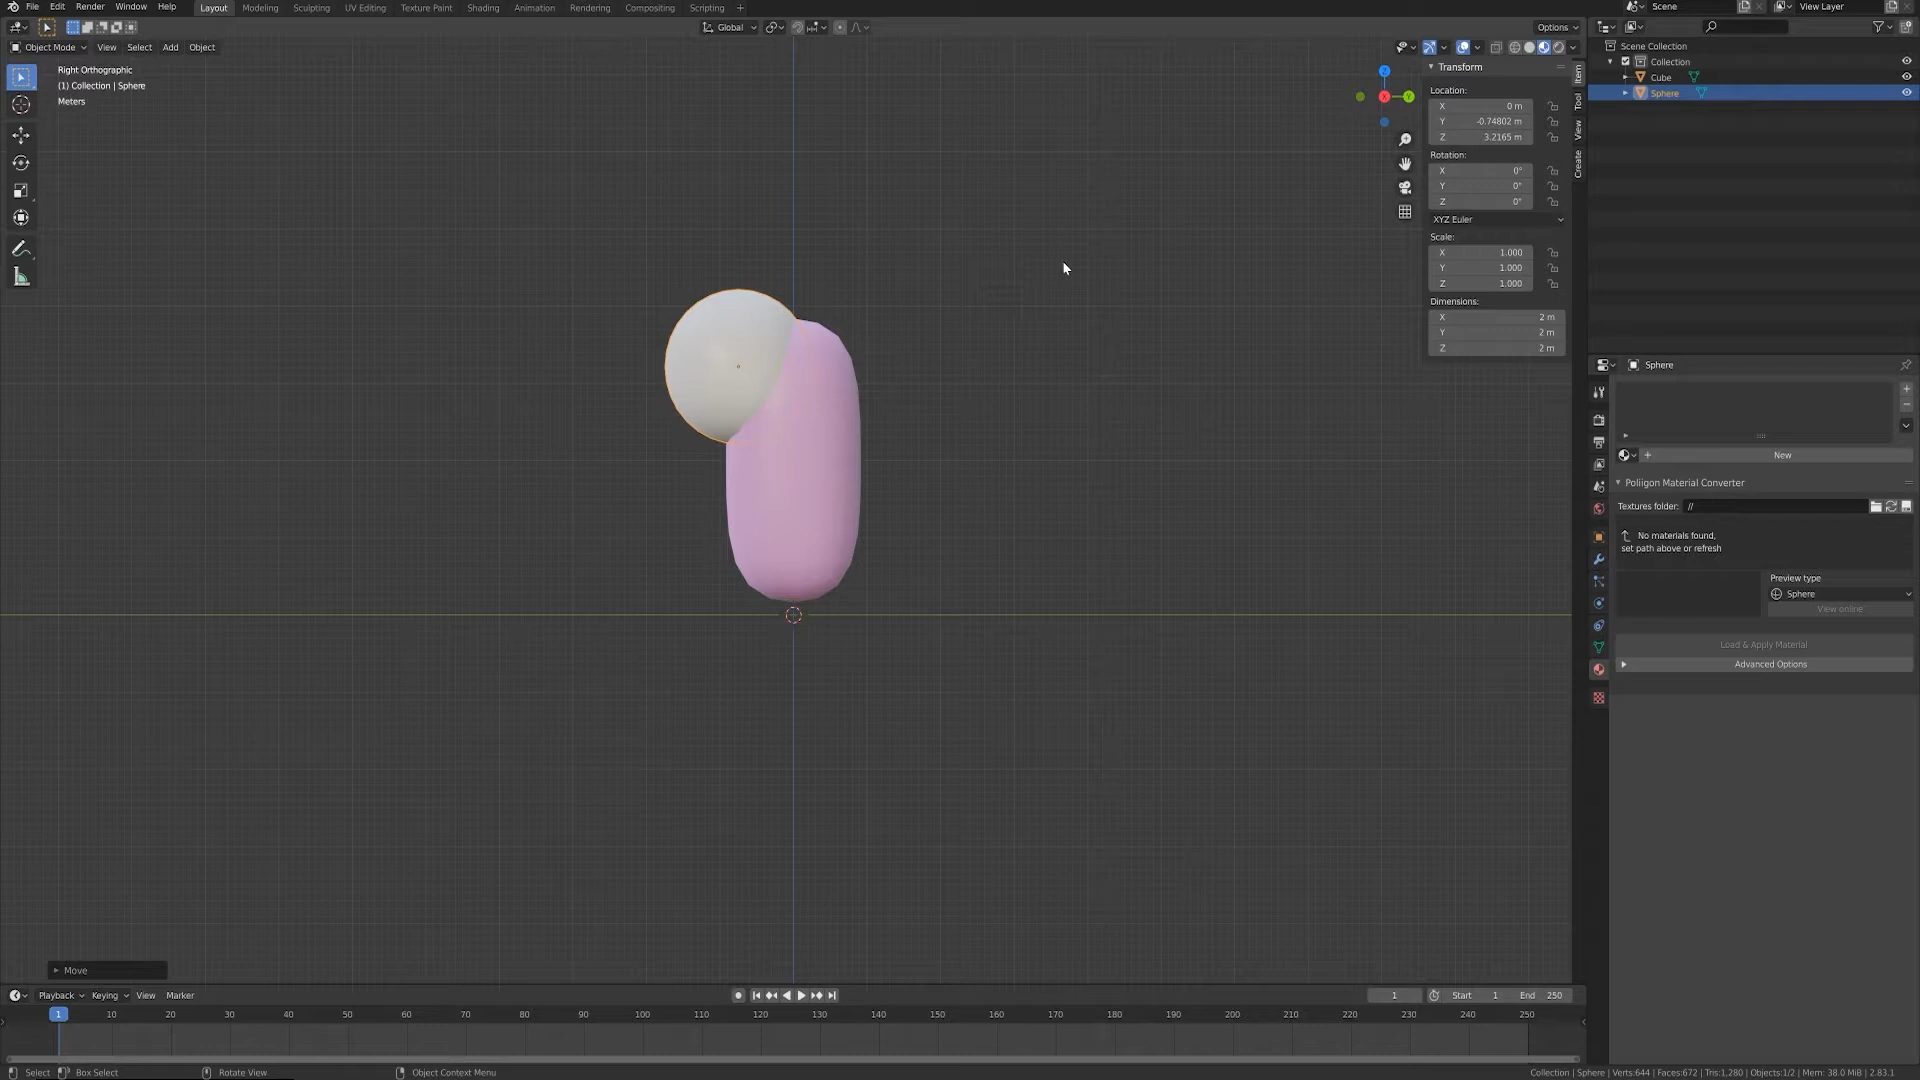 File Edit Render Window Help Layout Modeling Sculpting UV Editing Texture Paint Shading Animation Rendering Compositing Scripting + Scene View Layer
Global Options
Object Mode View Select Add Object
Right Orthographic
(1) Collection | Sphere
Meters
Transform
Location:
X 0 m
Y -0.74802 m
Z 3.2165 m
Rotation:
X 0°
Y 0°
Z 0°
XYZ Euler
Scale:
X 1.000
Y 1.000
Z 1.000
Dimensions:
X 2 m
Y 2 m
Z 2 m
Item
Tool
View
Create
Z
X
Y
Scene Collection
Collection
Cube
Sphere
Sphere
+ New
Poliigon Material Converter
Textures folder: //
No materials found,
set path above or refresh
Preview type
Sphere
View online
Load & Apply Material
Advanced Options
Move
Playback Keying View Marker 1 Start 1 End 250
1 10 20 30 40 50 60 70 80 90 100 110 120 130 140 150 160 170 180 190 200 210 220 230 240 250
Select Box Select Rotate View Object Context Menu Collection | Sphere | Verts:644 | Faces:672 | Tris:1,280 | Objects:1/2 | Mem: 38.0 MiB | 2.83.1